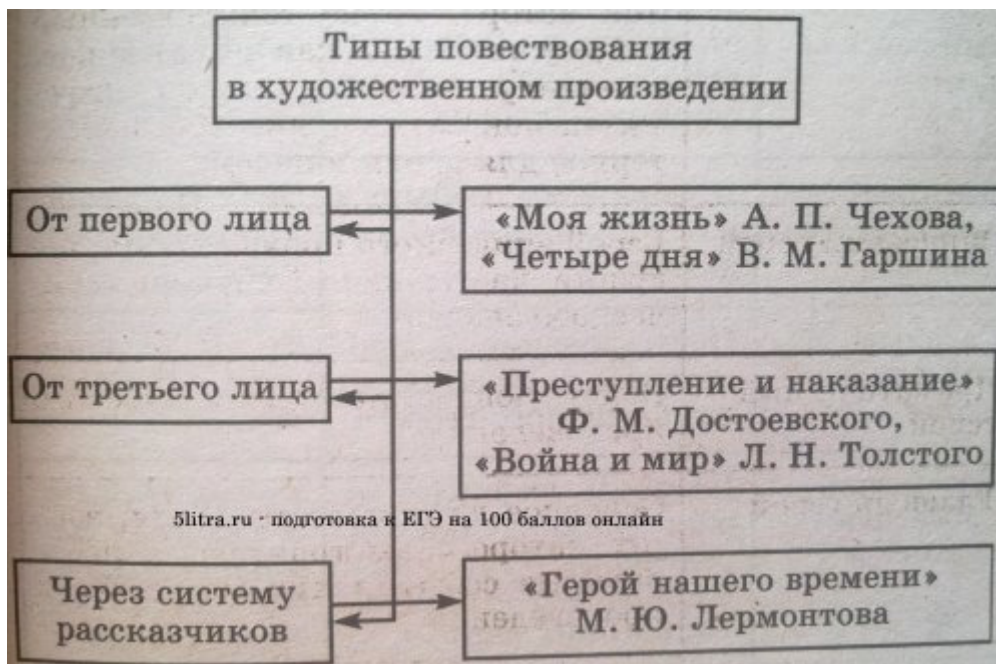 Типы повествования
в художественном произведении
От первого лица
«Моя жизнь» А. П. Чехова,
«Четыре дня» В. М. Гаршина
От третьего лица
«Преступление и наказание»
Ф. М. Достоевского,
«Война и мир» Л. Н. Толстого
5litra.ru · подготовка к ЕГЭ на 100 баллов онлайн
Через систему
рассказчиков
«Герой нашего времени»
М. Ю. Лермонтова